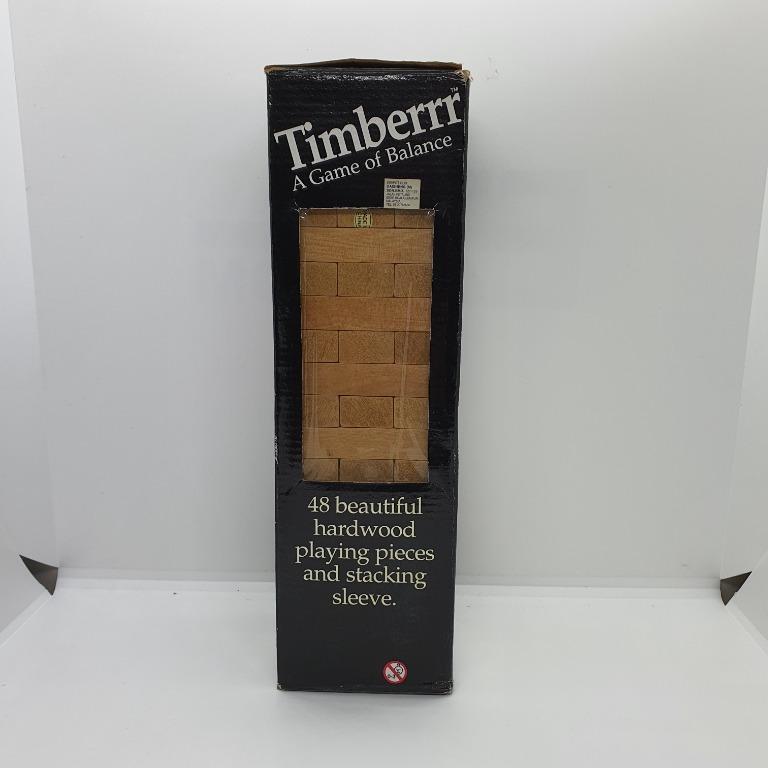 Timberrr™
A Game of Balance
48 beautiful
hardwood
playing pieces
and stacking
sleeve.